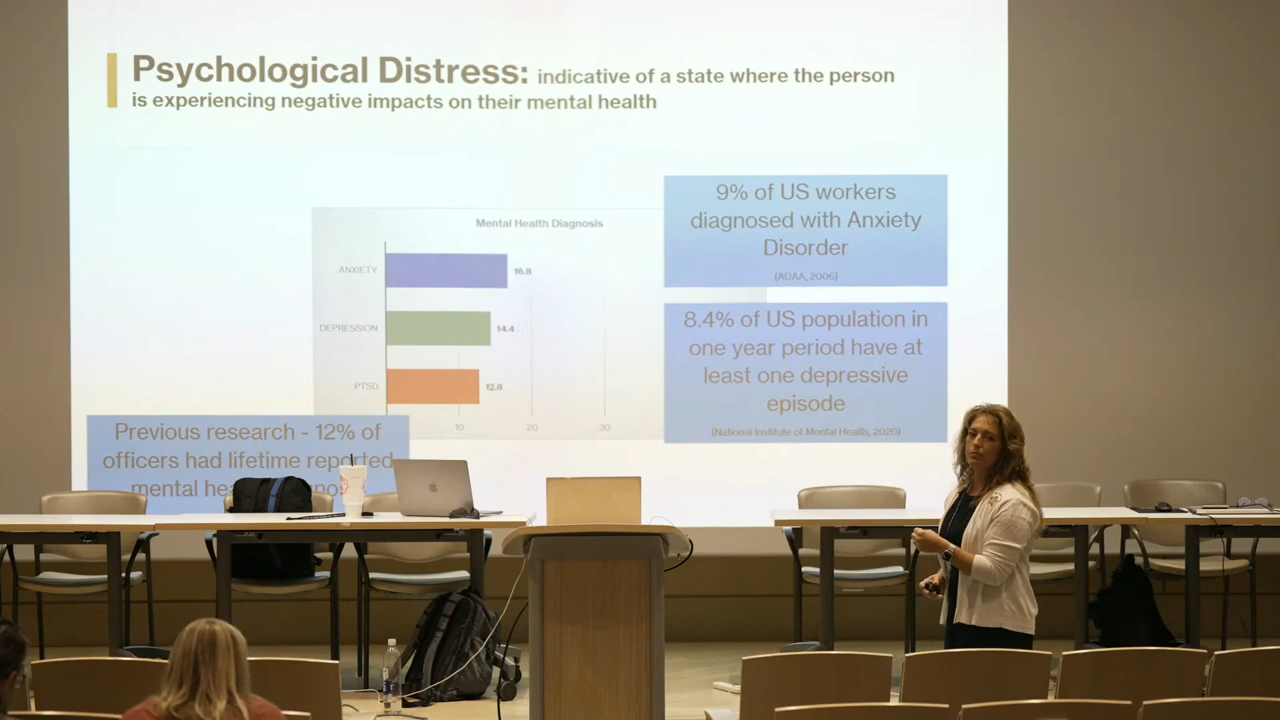 Psychological Distress: indicative of a state where the person
is experiencing negative impacts on their mental health
9% of US workers
diagnosed with Anxiety
Disorder
(ADAA, 2006)
Mental Health Diagnosis
ANXIETY
16.8
DEPRESSION
14.4
PTSD
12.8
10 20 30
8.4% of US population in
one year period have at
least one depressive
episode
(National Institute of Mental Health, 2020)
Previous research - 12% of
officers had lifetime reported
mental